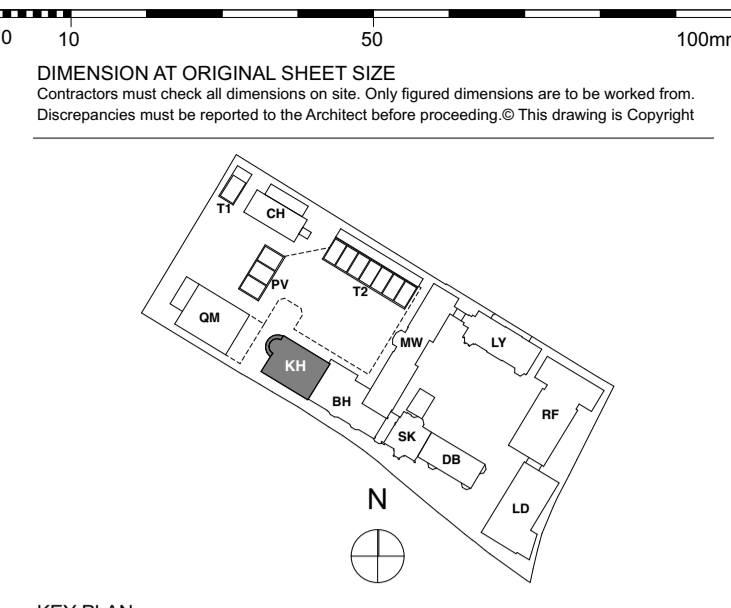 0 10 50 100mm
DIMENSION AT ORIGINAL SHEET SIZE
Contractors must check all dimensions on site. Only figured dimensions are to be worked from.
Discrepancies must be reported to the Architect before proceeding.© This drawing is Copyright
T1
CH
PV
T2
QM
MW
LY
KH
BH
RF
SK
DB
LD
N
KEY PLAN